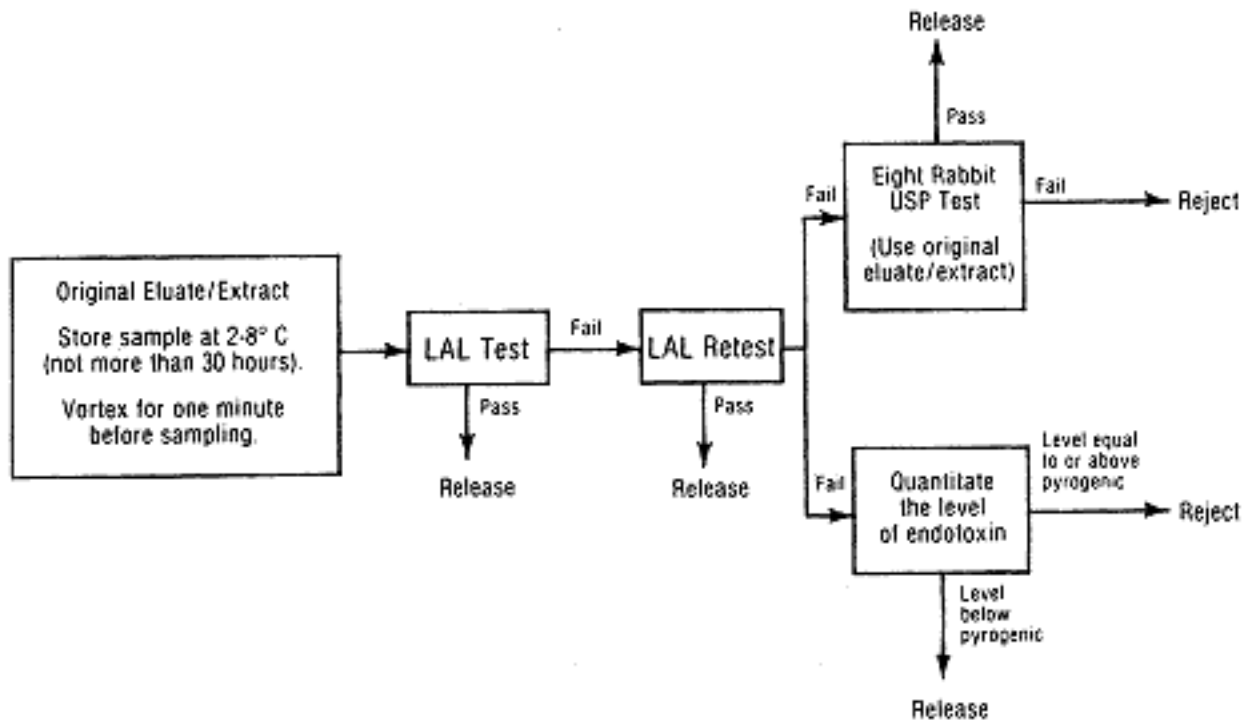 Original Eluate/Extract
Store sample at 2-8° C
(not more than 30 hours).
Vortex for one minute
before sampling.
LAL Test
Pass
Release
Fail
LAL Retest
Pass
Release
Fail
Eight Rabbit
USP Test
(Use original
eluate/extract)
Pass
Release
Fail
Reject
Fail
Quantitate
the level
of endotoxin
Level equal
to or above
pyrogenic
Reject
Level
below
pyrogenic
Release